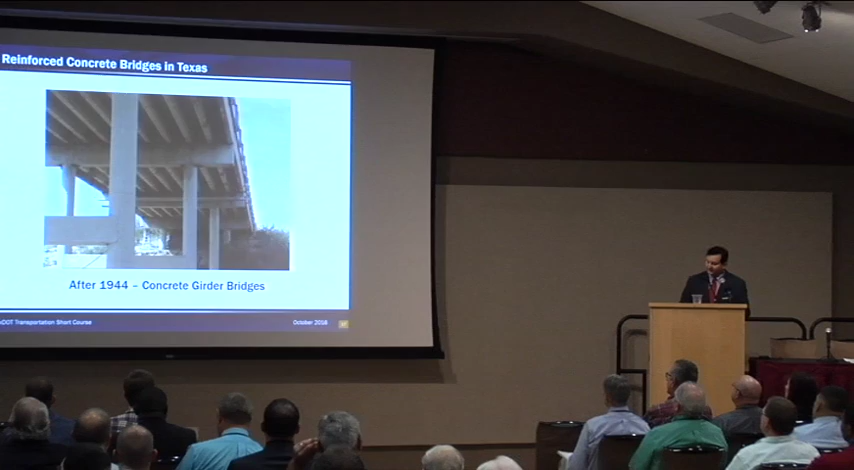 Reinforced Concrete Bridges in Texas
After 1944 – Concrete Girder Bridges
Transportation Short Course
October 2018